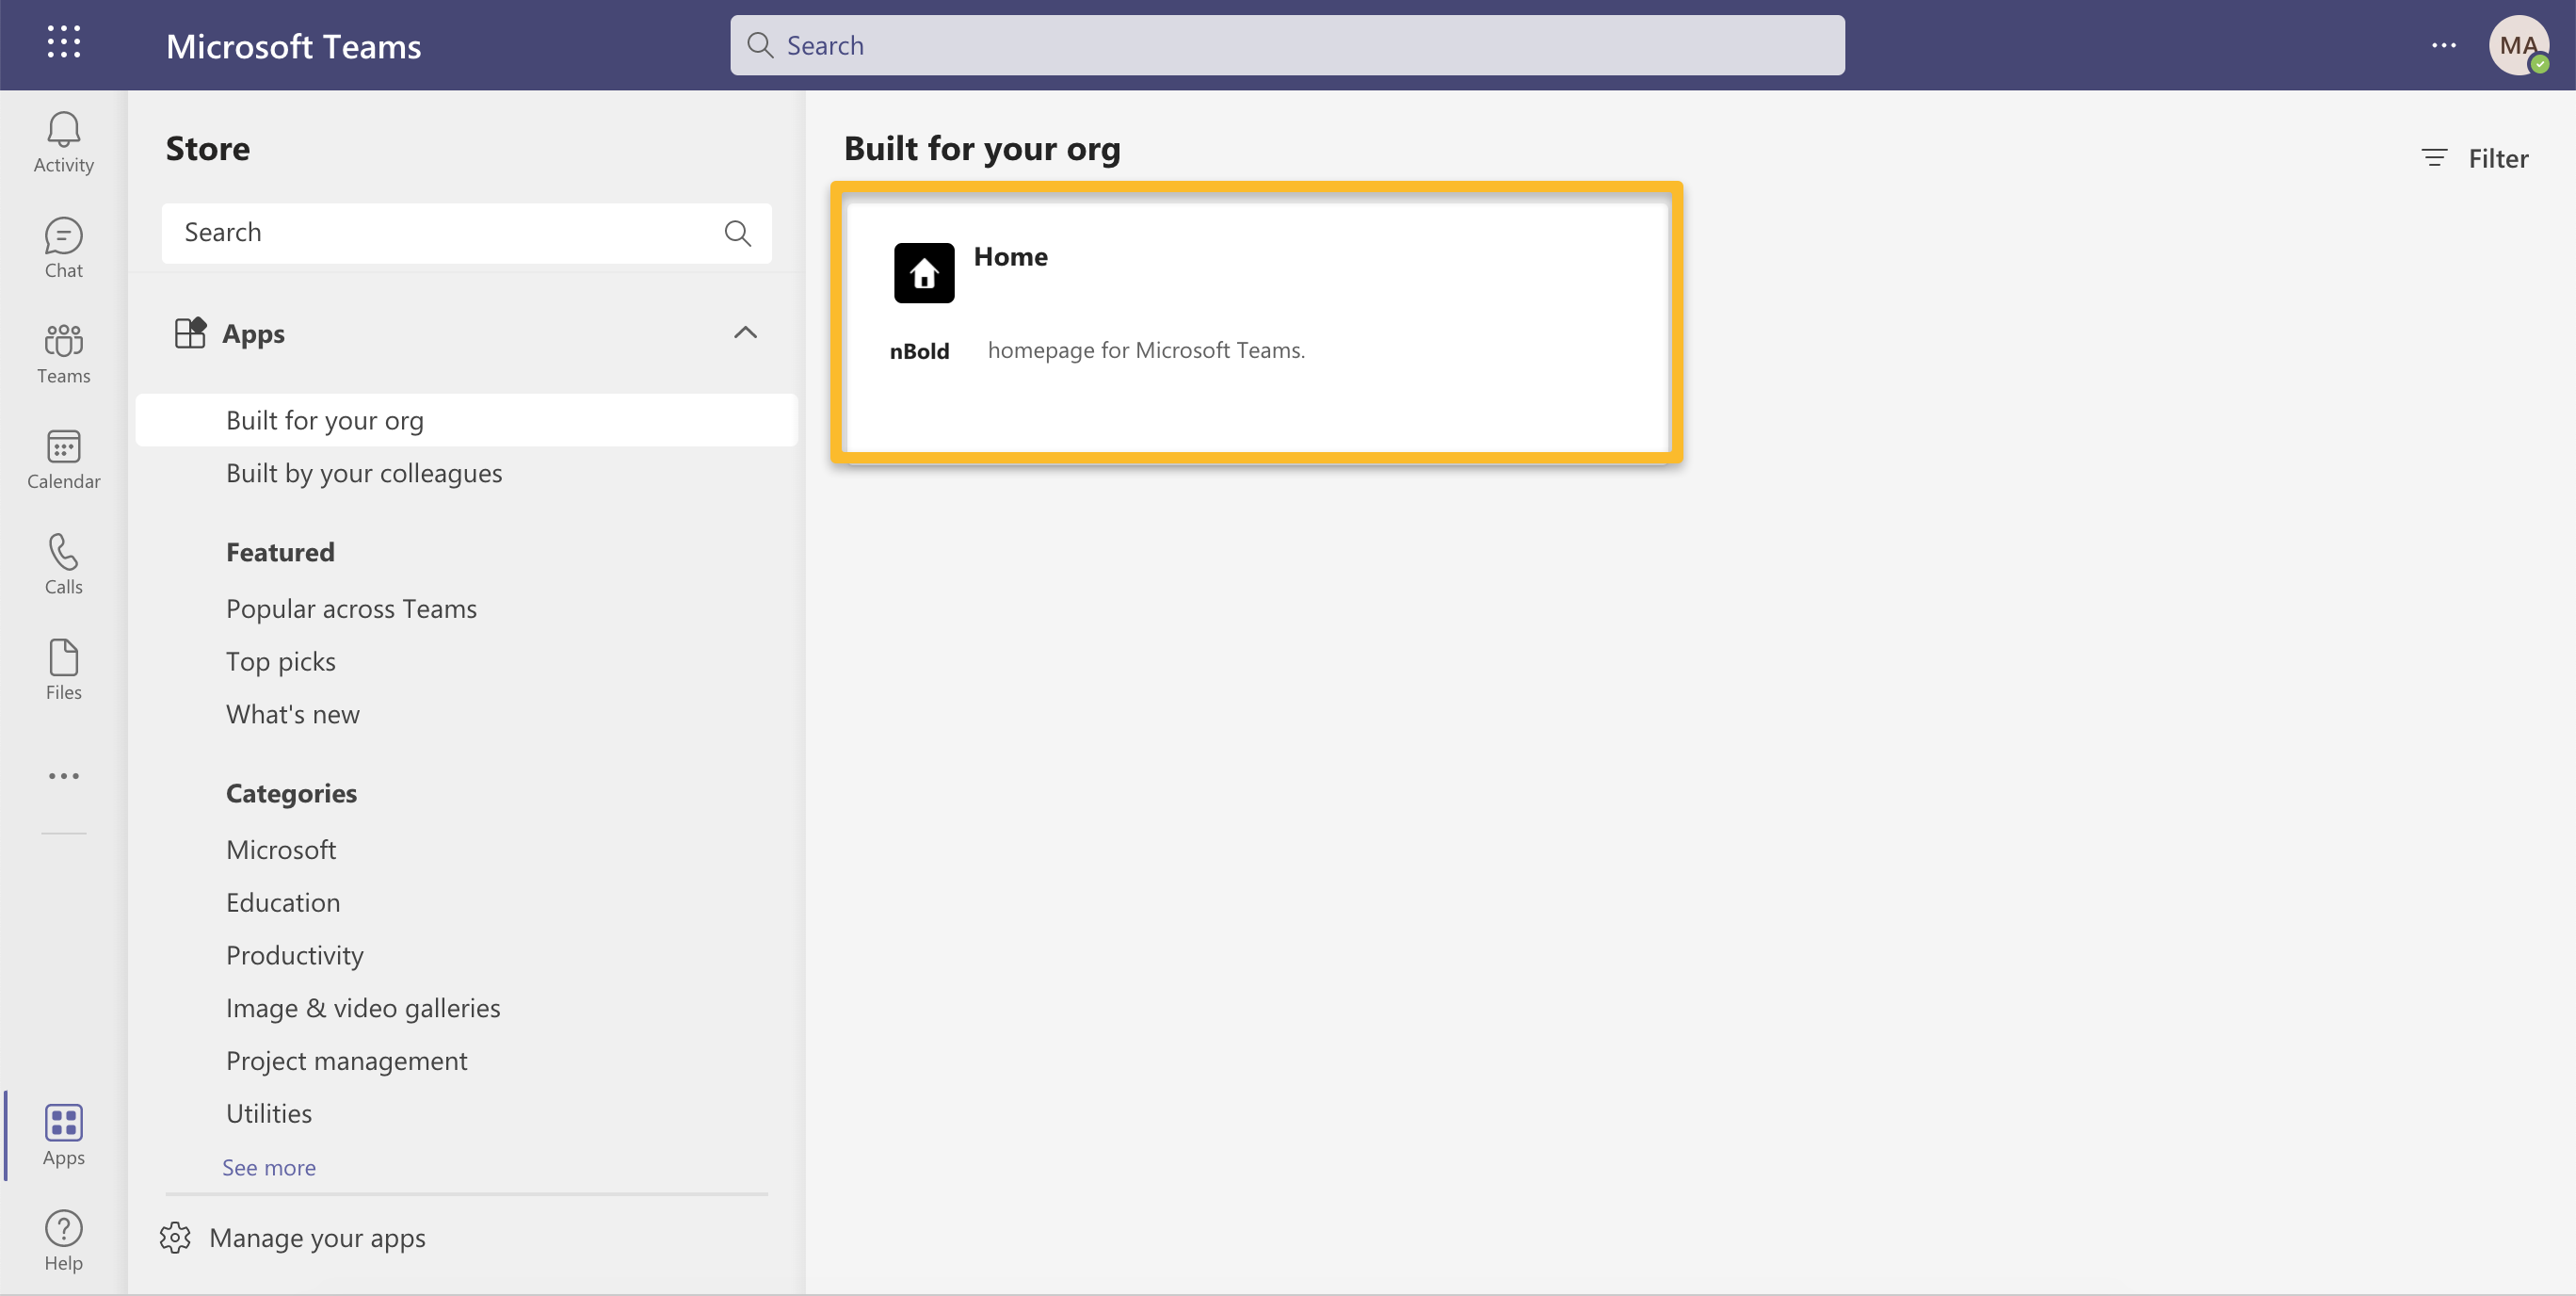 Microsoft Teams
Search
MA
Activity
Chat
Teams
Calendar
Calls
Files
Apps
Help
Store
Search
Apps
Built for your org
Built by your colleagues
Featured
Popular across Teams
Top picks
What's new
Categories
Microsoft
Education
Productivity
Image & video galleries
Project management
Utilities
See more
Manage your apps
Built for your org
Filter
Home
nBold homepage for Microsoft Teams.